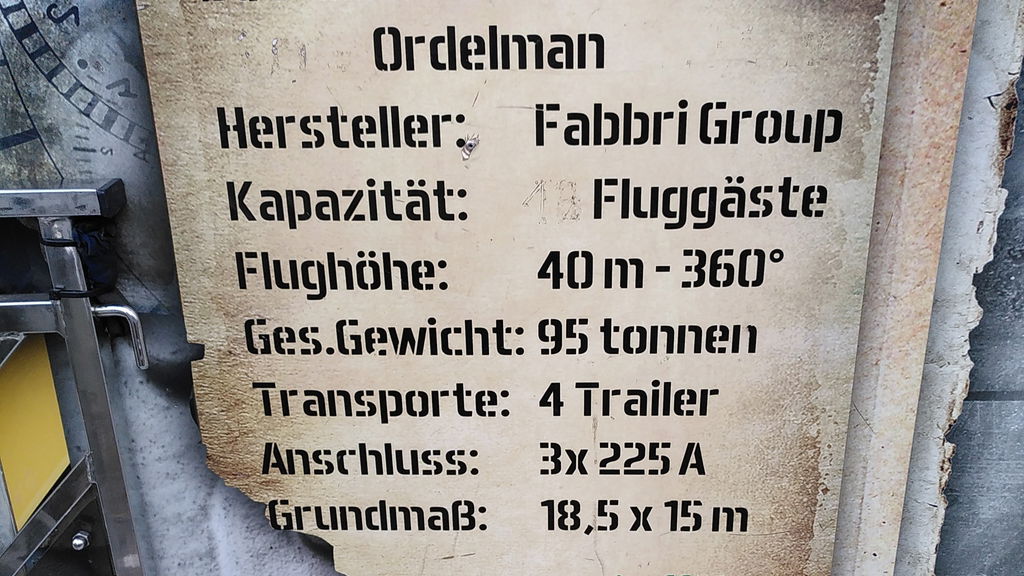 Ordelman
Hersteller: Fabbri Group
Kapazität: Fluggäste
Flughöhe: 40 m - 360°
Ges.Gewicht: 95 tonnen
Transporte: 4 Trailer
Anschluss: 3x 225 A
Grundmaß: 18,5 x 15 m